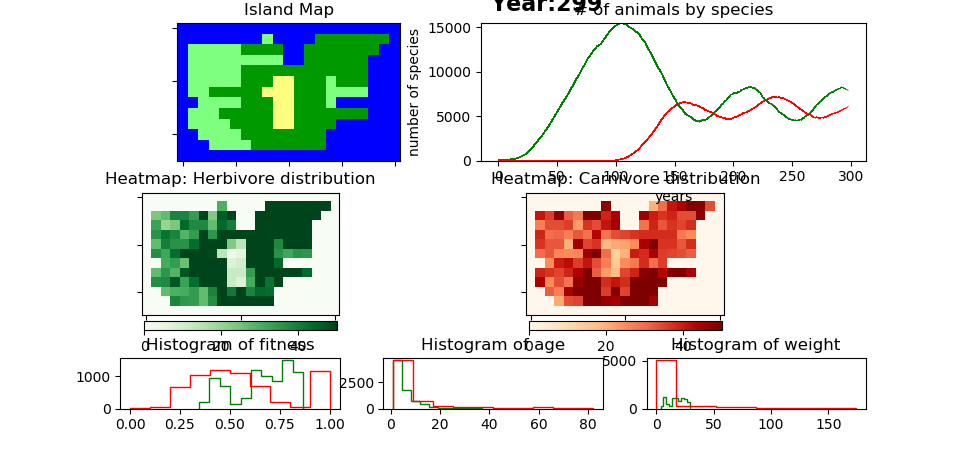 Year:299
Island Map
# of animals by species
number of species
15000
10000
5000
0
0 50 100 150 200 250 300
years
Heatmap: Herbivore distribution
Heatmap: Carnivore distribution
0 20 40
0 20 40
Histogram of fitness
Histogram of age
Histogram of weight
1000
0
0.00 0.25 0.50 0.75 1.00
2500
0
0 20 40 60 80
5000
0
0 50 100 150